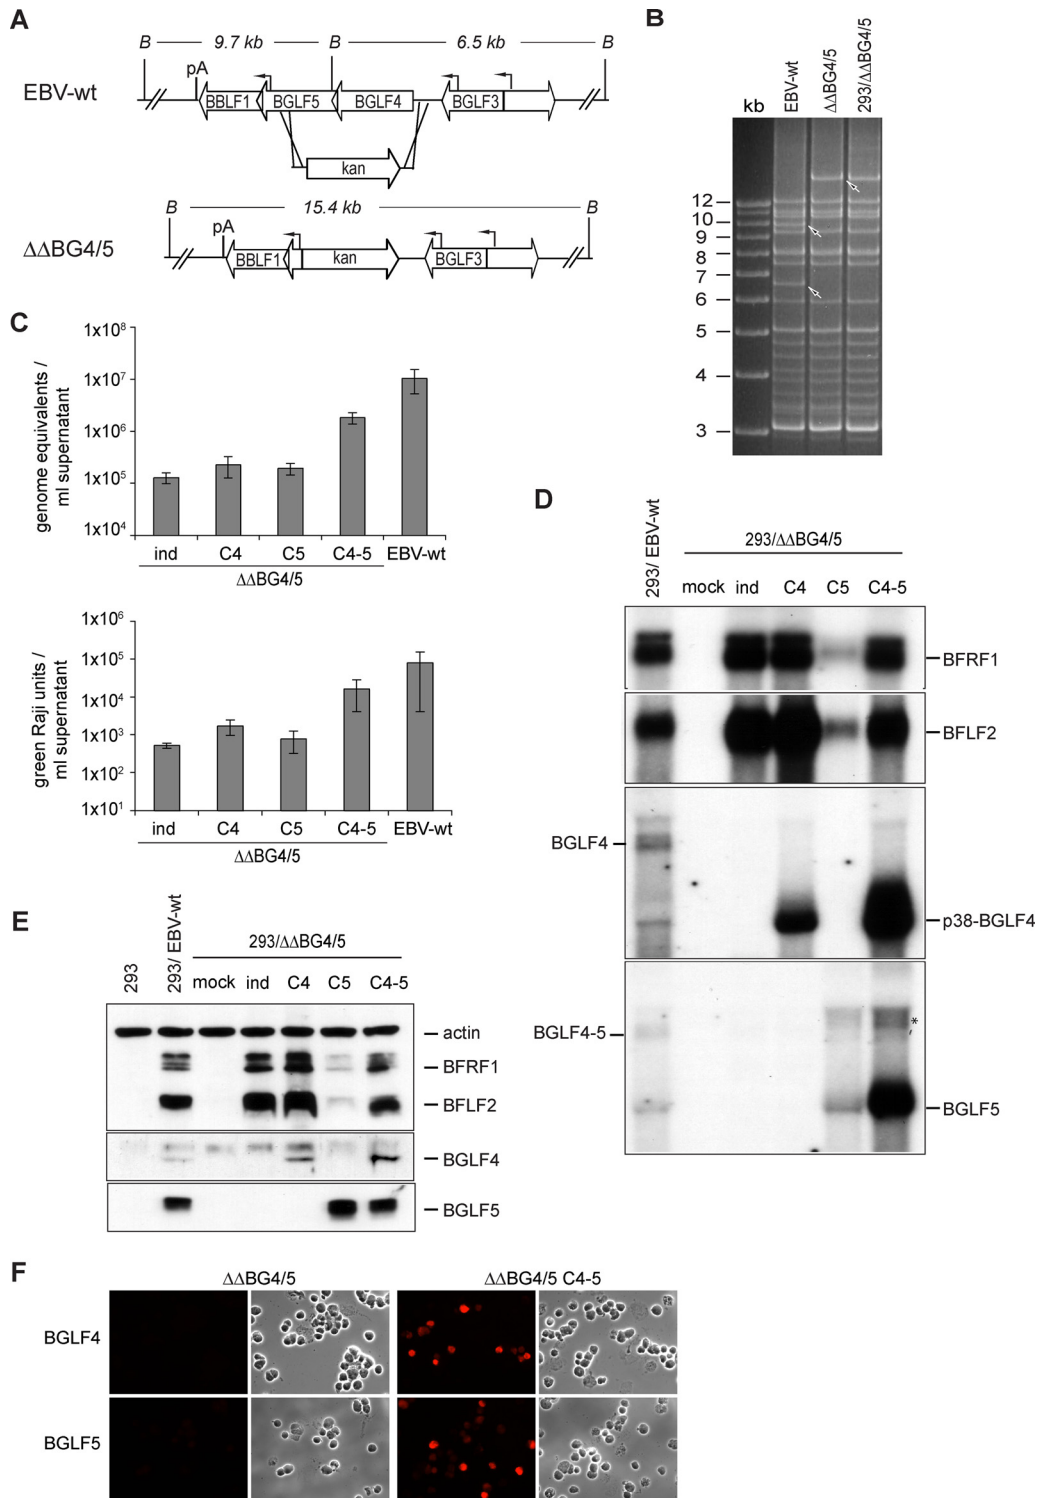 A
B 9.7 kb B 6.5 kb B
pA
EBV-wt
BBLF1 BGLF5 BGLF4 BGLF3
kan
B 15.4 kb B
pA
ΔΔBG4/5
BBLF1 kan BGLF3
B
kb EBV-wt ΔΔBG4/5 293/ΔΔBG4/5
12
10
9
8
7
6
5
4
3
C
genome equivalents /
ml supernatant
1x10⁸
1x10⁷
1x10⁶
1x10⁵
1x10⁴
ind C4 C5 C4-5 EBV-wt
ΔΔBG4/5
green Raji units /
ml supernatant
1x10⁶
1x10⁵
1x10⁴
1x10³
1x10²
1x10¹
ind C4 C5 C4-5 EBV-wt
ΔΔBG4/5
D
293/ EBV-wt
293/ΔΔBG4/5
mock ind C4 C5 C4-5
BFRF1
BFLF2
BGLF4
p38-BGLF4
BGLF4-5
*
BGLF5
E
293 293/ EBV-wt
293/ΔΔBG4/5
mock ind C4 C5 C4-5
actin
BFRF1
BFLF2
BGLF4
BGLF5
F
ΔΔBG4/5 ΔΔBG4/5 C4-5
BGLF4
BGLF5